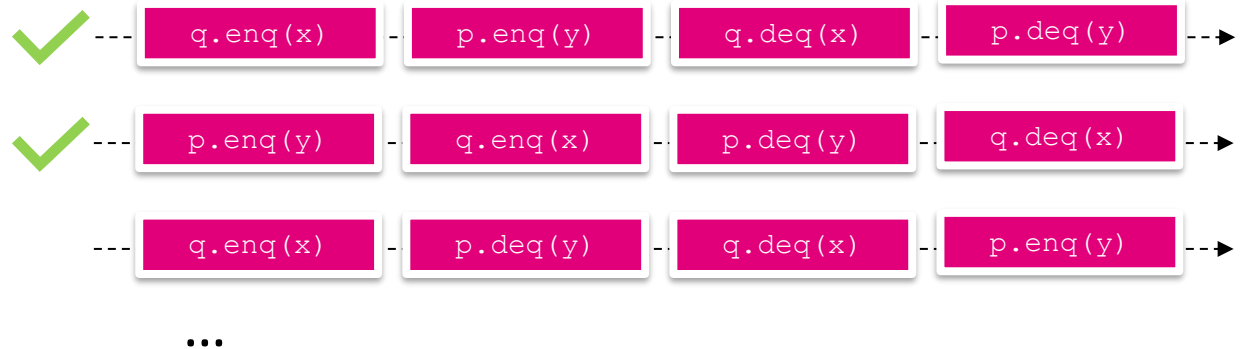 q.enq(x) p.enq(y) q.deq(x) p.deq(y)
p.enq(y) q.enq(x) p.deq(y) q.deq(x)
q.enq(x) p.deq(y) q.deq(x) p.enq(y)
...